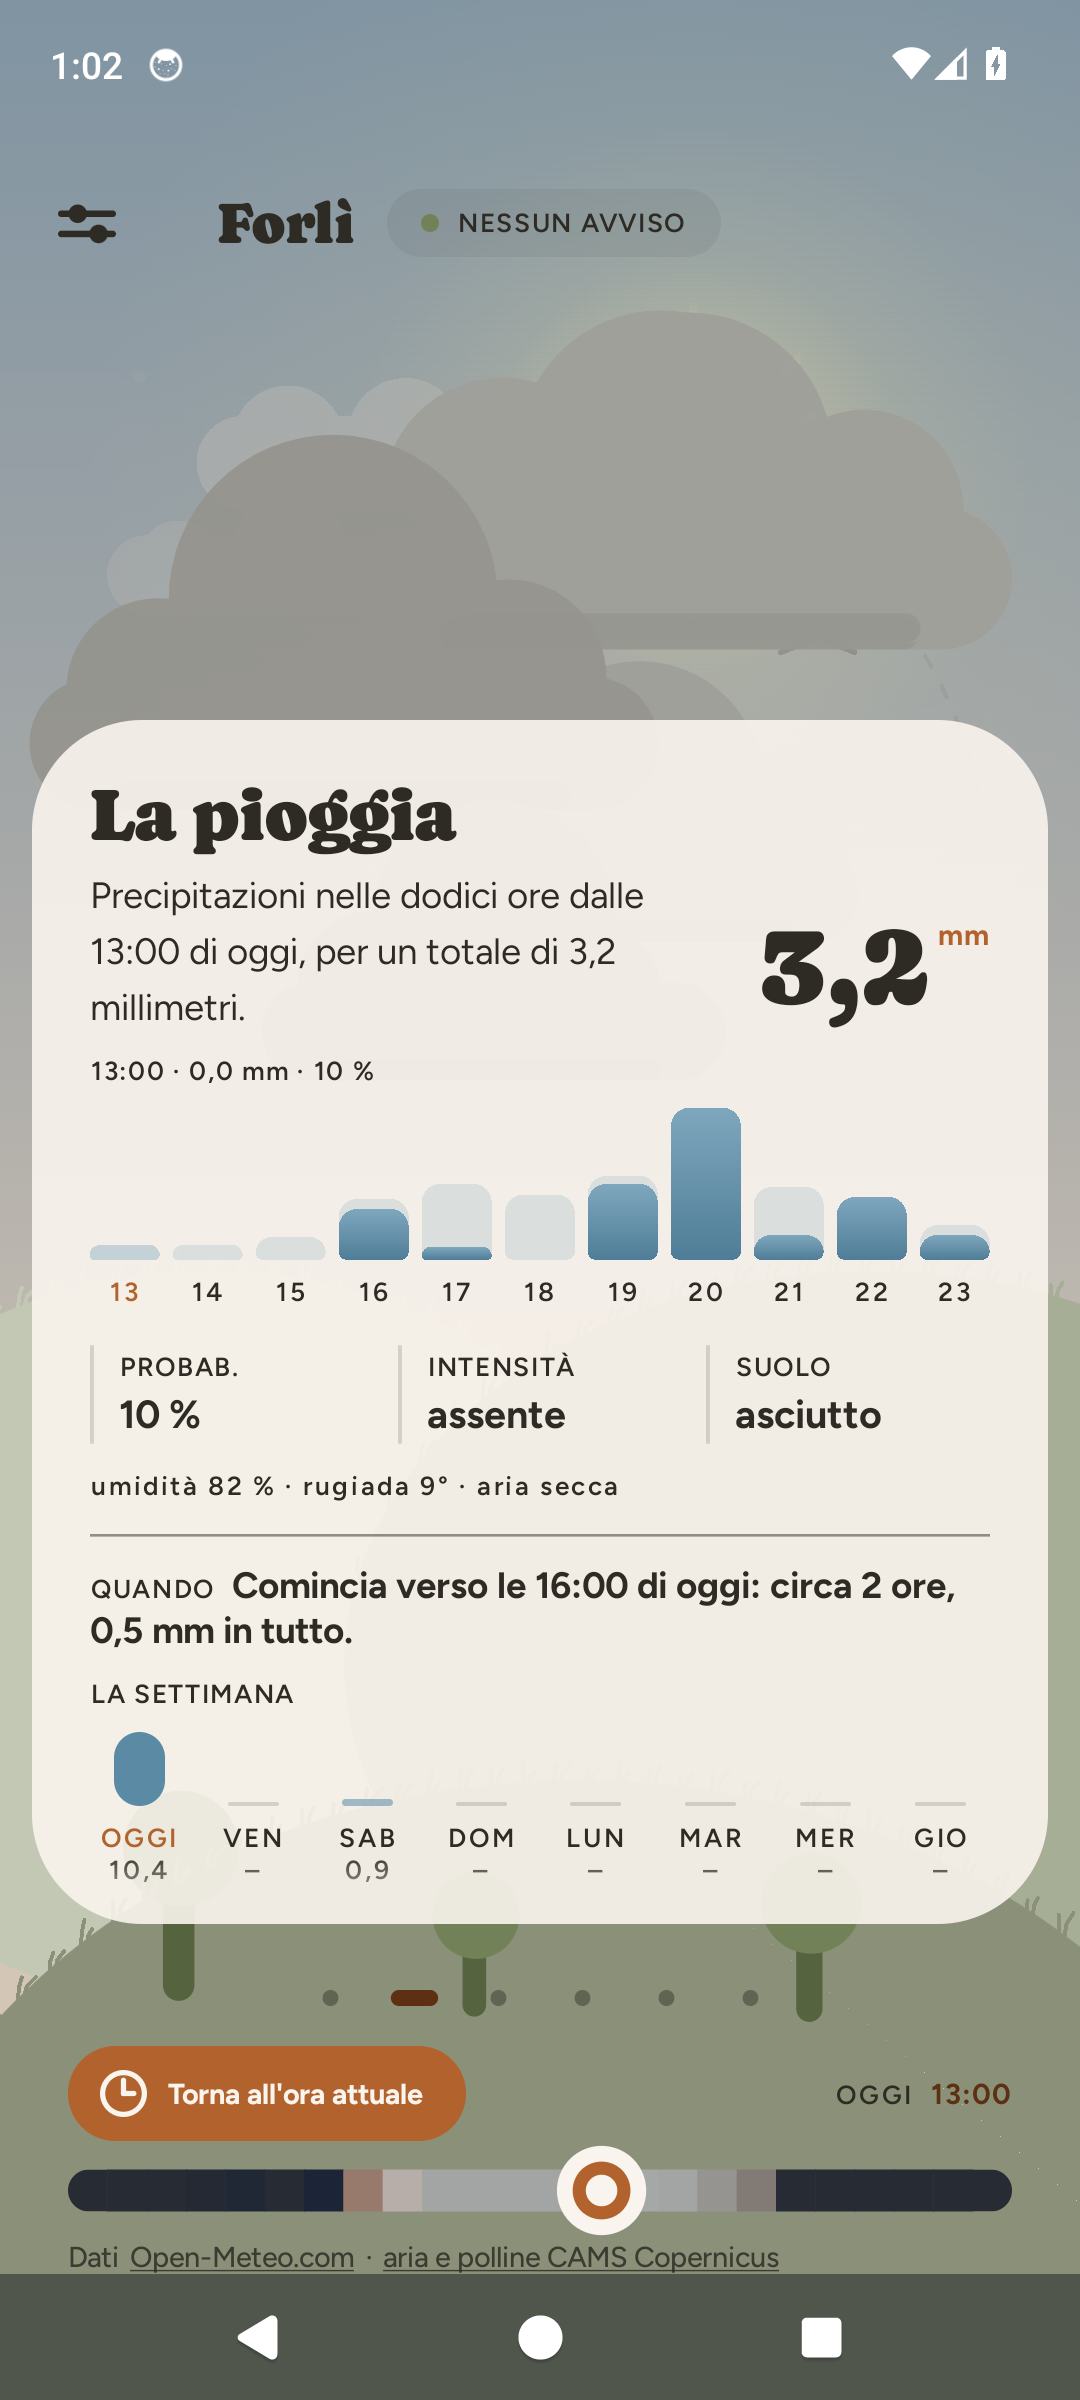 1:02
Forlì
NESSUN AVVISO
La pioggia
Precipitazioni nelle dodici ore dalle
13:00 di oggi, per un totale di 3,2
millimetri.
3,2 mm
13:00 · 0,0 mm · 10 %
13 14 15 16 17 18 19 20 21 22 23
PROBAB. INTENSITÀ SUOLO
10 % assente asciutto
umidità 82 % · rugiada 9° · aria secca
QUANDO Comincia verso le 16:00 di oggi: circa 2 ore,
0,5 mm in tutto.
LA SETTIMANA
OGGI VEN SAB DOM LUN MAR MER GIO
10,4 – 0,9 – – – – –
Torna all'ora attuale
OGGI 13:00
Dati Open-Meteo.com · aria e polline CAMS Copernicus